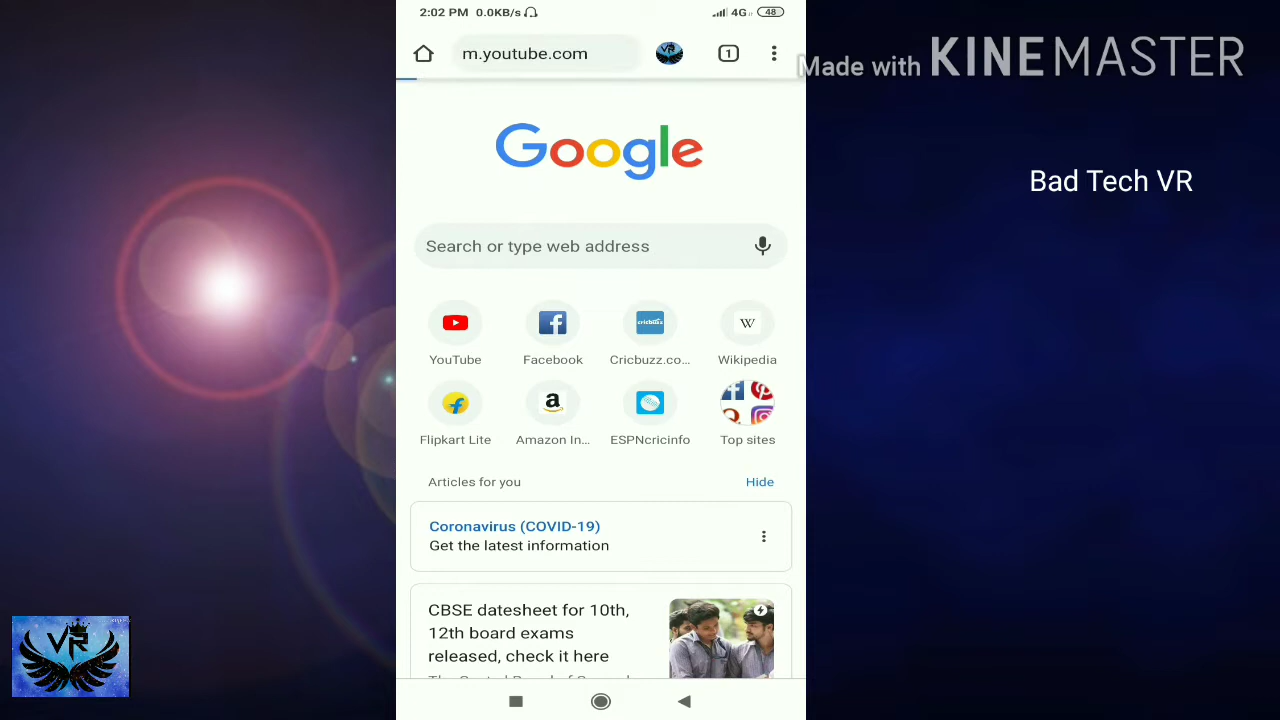 2:02 PM 0.0KB/s 4G 48
m.youtube.com
1
Made with KINEMASTER
Bad Tech VR
Google
Search or type web address
YouTube Facebook Cricbuzz.co... Wikipedia
Flipkart Lite Amazon In... ESPNcricinfo Top sites
Articles for you Hide
Coronavirus (COVID-19)
Get the latest information
CBSE datesheet for 10th,
12th board exams
released, check it here
VR